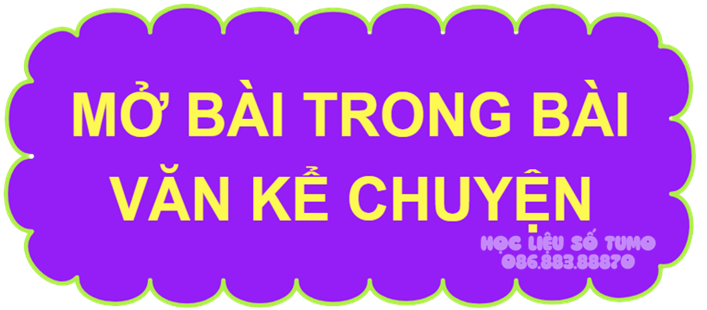 MỞ BÀI TRONG BÀI
VĂN KỂ CHUYỆN
HỌC LIỆU SỐ TUMO
086.883.88870